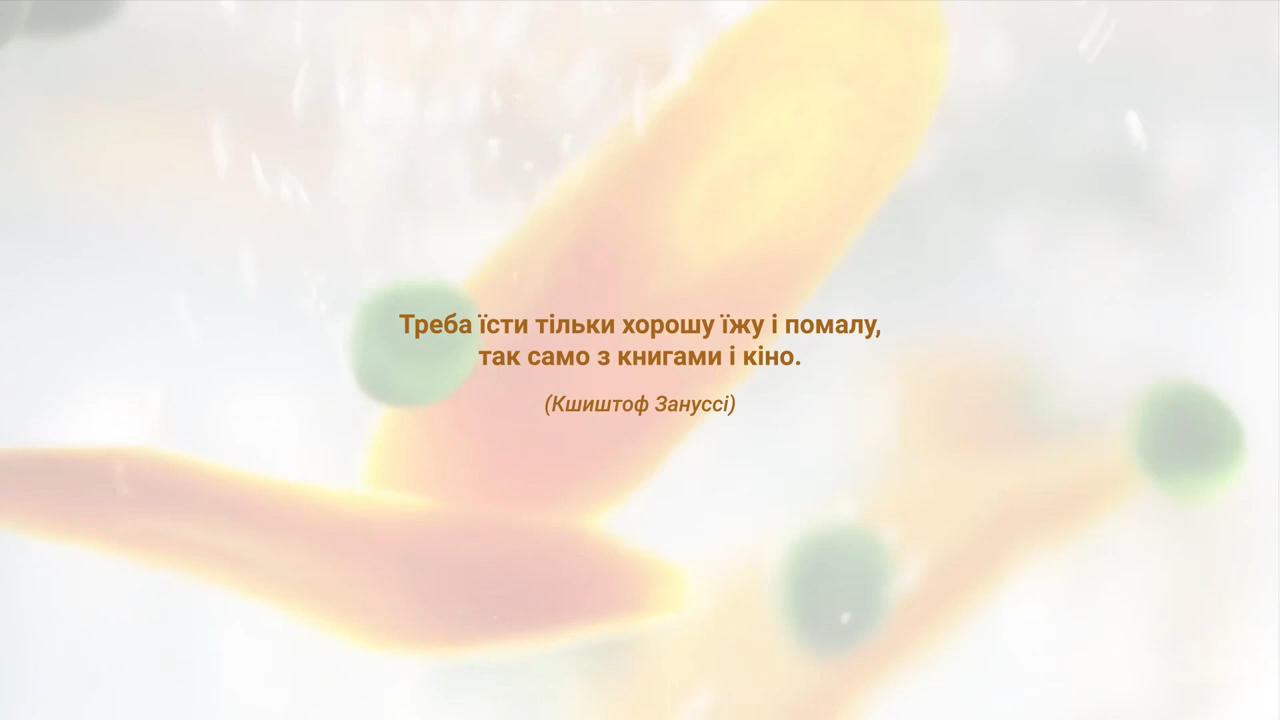 Треба їсти тільки хорошу їжу і помалу,
так само з книгами і кіно.
(Кшиштоф Зануссі)